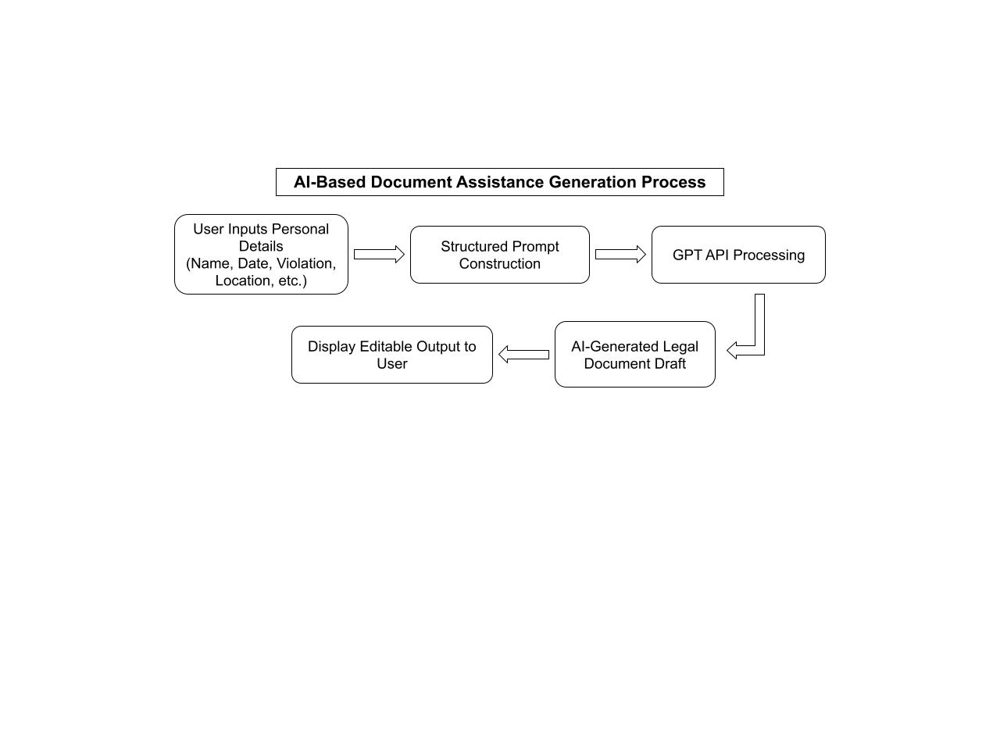 AI-Based Document Assistance Generation Process
User Inputs Personal
Details
(Name, Date, Violation,
Location, etc.)
Structured Prompt
Construction
GPT API Processing
AI-Generated Legal
Document Draft
Display Editable Output to
User